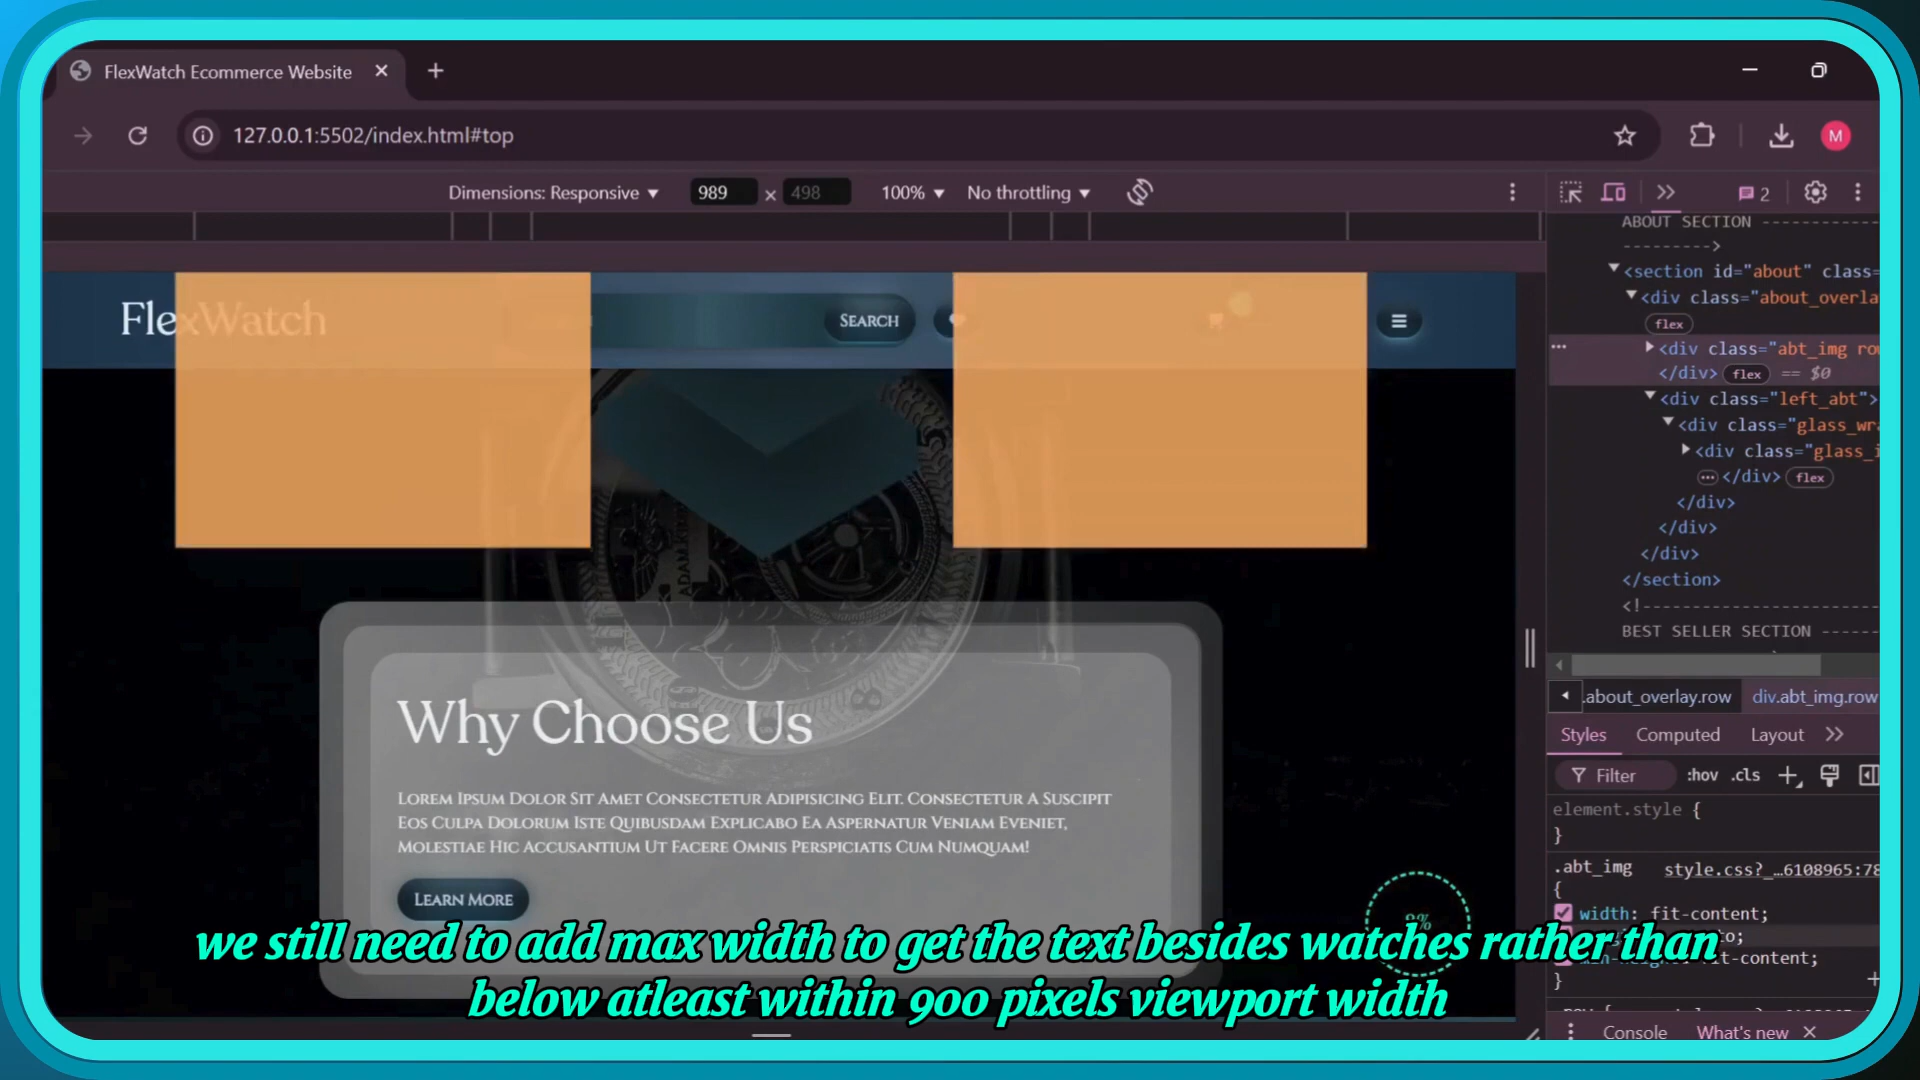 FlexWatch Ecommerce Website
127.0.0.1:5502/index.html#top
M
Dimensions: Responsive 989 × 498 100% No throttling
2
FlexWatch
SEARCH
ABOUT SECTION ------------
--------->
<section id="about" class=
<div class="about_overla
flex
<div class="abt_img ro
</div> flex == $0
<div class="left_abt">
<div class="glass_wra
<div class="glass_i
</div> flex
</div>
</div>
</div>
</section>
<!--------------------------
BEST SELLER SECTION ------
.about_overlay.row div.abt_img.row
Styles Computed Layout
Filter :hov .cls
element.style {
}
.abt_img style.css?_…6108965:78
{
width: fit-content;
fit-content;
}
Console What's new
Why Choose Us
LOREM IPSUM DOLOR SIT AMET CONSECTETUR ADIPISICING ELIT. CONSECTETUR A SUSCIPIT
EOS CULPA DOLORUM ISTE QUIBUSDAM EXPLICABO EA ASPERNATUR VENIAM EVENIET,
MOLESTIAE HIC ACCUSANTIUM UT FACERE OMNIS PERSPICIATIS CUM NUMQUAM!
LEARN MORE
we still need to add max width to get the text besides watches rather than
below atleast within 900 pixels viewport width